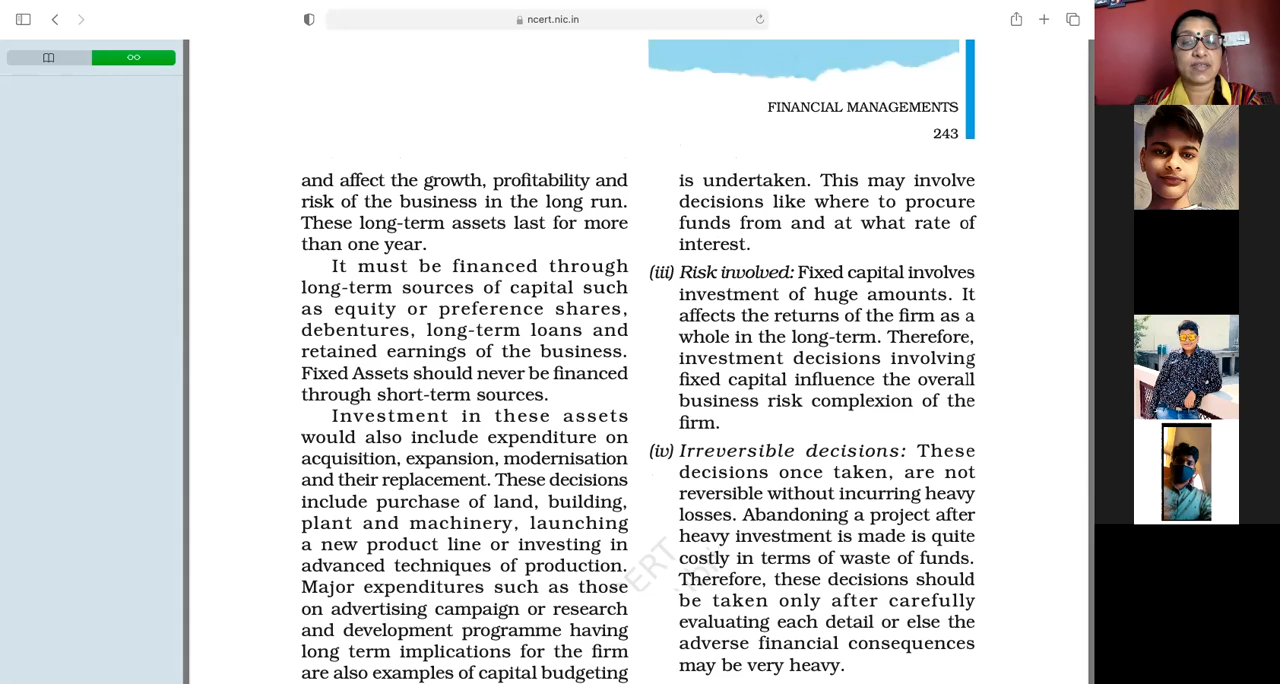 ncert.nic.in
FINANCIAL MANAGEMENTS
243
and affect the growth, profitability and
risk of the business in the long run.
These long-term assets last for more
than one year.
It must be financed through
long-term sources of capital such
as equity or preference shares,
debentures, long-term loans and
retained earnings of the business.
Fixed Assets should never be financed
through short-term sources.
Investment in these assets
would also include expenditure on
acquisition, expansion, modernisation
and their replacement. These decisions
include purchase of land, building,
plant and machinery, launching
a new product line or investing in
advanced techniques of production.
Major expenditures such as those
on advertising campaign or research
and development programme having
long term implications for the firm
are also examples of capital budgeting
is undertaken. This may involve
decisions like where to procure
funds from and at what rate of
interest.
(iii) Risk involved: Fixed capital involves
investment of huge amounts. It
affects the returns of the firm as a
whole in the long-term. Therefore,
investment decisions involving
fixed capital influence the overall
business risk complexion of the
firm.
(iv) Irreversible decisions: These
decisions once taken, are not
reversible without incurring heavy
losses. Abandoning a project after
heavy investment is made is quite
costly in terms of waste of funds.
Therefore, these decisions should
be taken only after carefully
evaluating each detail or else the
adverse financial consequences
may be very heavy.